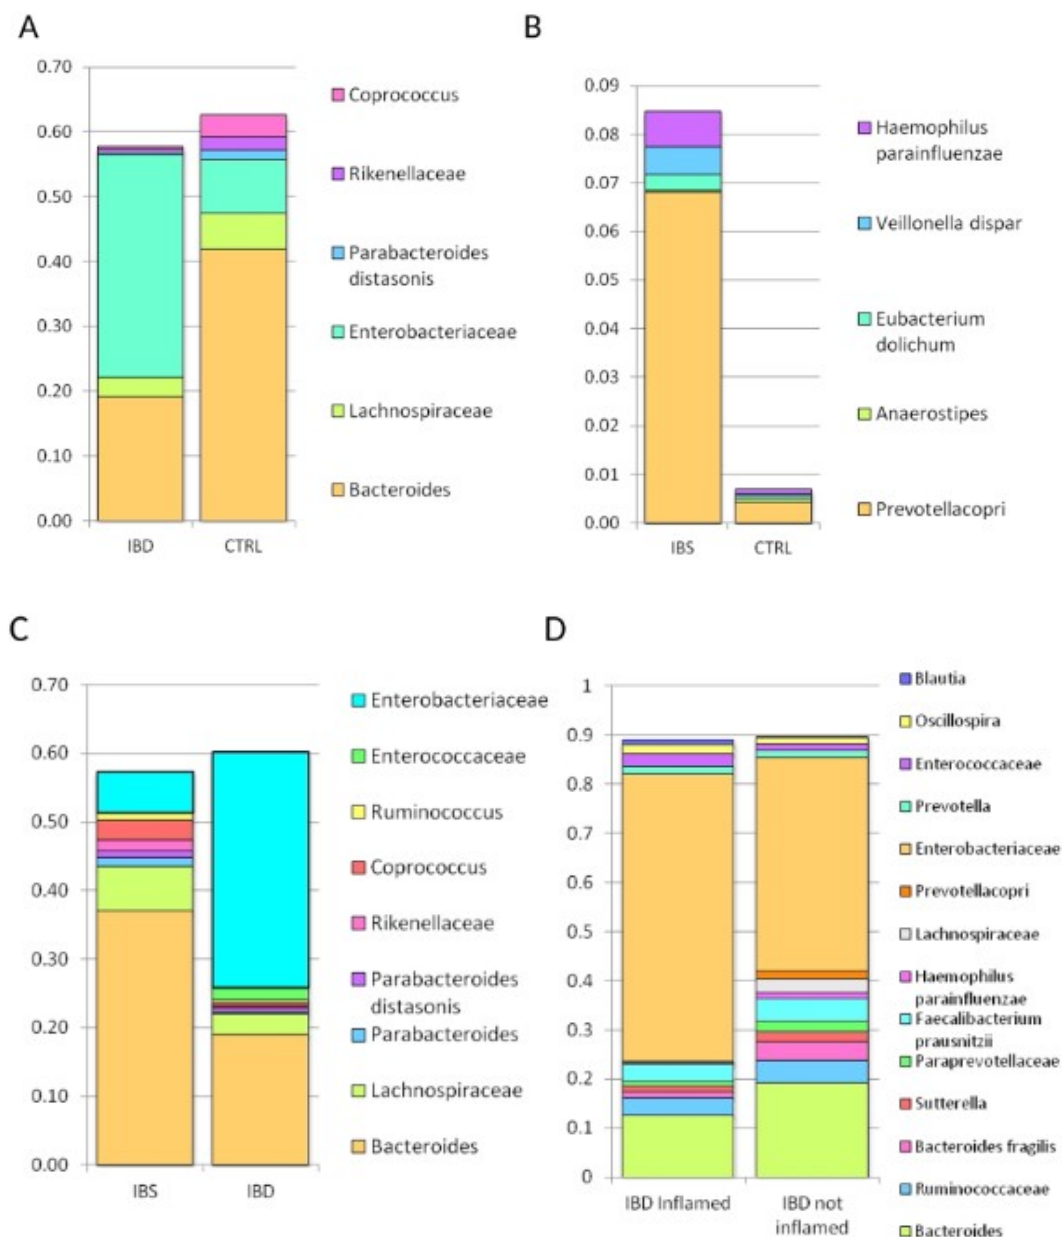 A
0.70
0.60
0.50
0.40
0.30
0.20
0.10
0.00
IBD
CTRL
Coprococcus
Rikenellaceae
Parabacteroides
distasonis
Enterobacteriaceae
Lachnospiraceae
Bacteroides
B
0.09
0.08
0.07
0.06
0.05
0.04
0.03
0.02
0.01
0.00
IBS
CTRL
Haemophilus
parainfluenzae
Veillonella dispar
Eubacterium
dolichum
Anaerostipes
Prevotellacopri
C
0.70
0.60
0.50
0.40
0.30
0.20
0.10
0.00
IBS
IBD
Enterobacteriaceae
Enterococcaceae
Ruminococcus
Coprococcus
Rikenellaceae
Parabacteroides
distasonis
Parabacteroides
Lachnospiraceae
Bacteroides
D
1
0.9
0.8
0.7
0.6
0.5
0.4
0.3
0.2
0.1
0
IBD Inflamed
IBD not
inflamed
Blautia
Oscillospira
Enterococcaceae
Prevotella
Enterobacteriaceae
Prevotellacopri
Lachnospiraceae
Haemophilus
parainfluenzae
Faecalibacterium
prausnitzii
Paraprevotellaceae
Sutterella
Bacteroides fragilis
Ruminococcaceae
Bacteroides